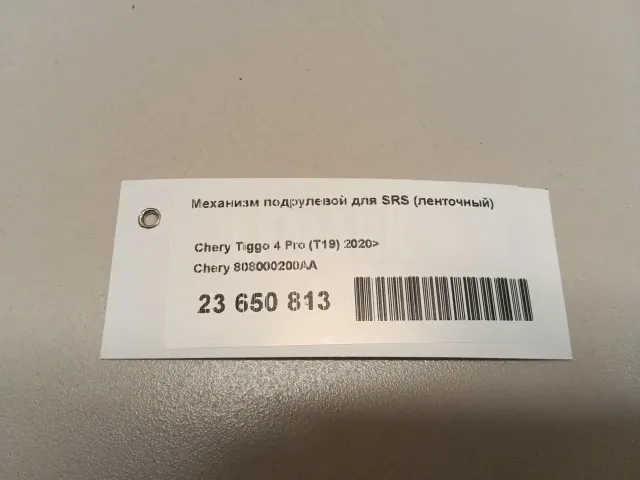 Механизм подрулевой для SRS (ленточный)
Chery Tiggo 4 Pro (T19) 2020>
Chery 808000200AA
23 650 813